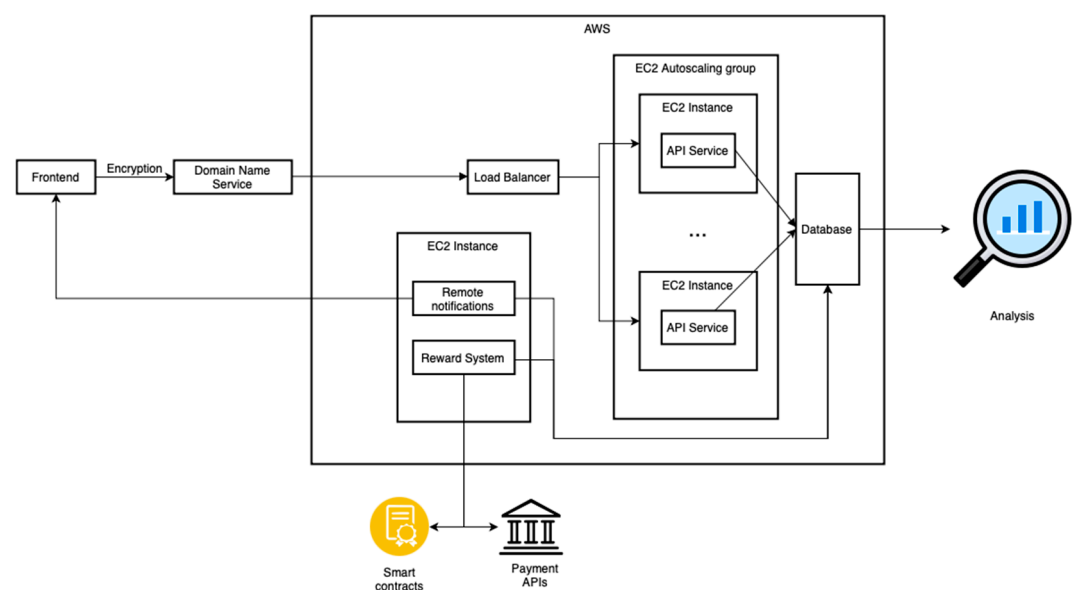 AWS
EC2 Autoscaling group
EC2 Instance
API Service
Frontend
Encryption
Domain Name
Service
Load Balancer
...
Database
EC2 Instance
Remote
notifications
Reward System
EC2 Instance
API Service
Analysis
Smart
contracts
Payment
APIs